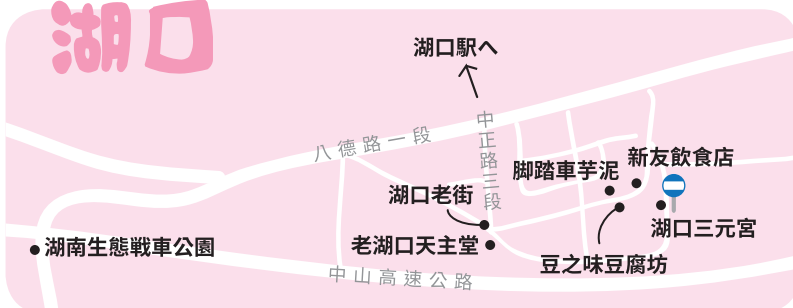 湖口
湖口駅へ
中正路三段
八德路一段
新友飲食店
脚踏車芋泥
湖口老街
湖口三元宮
老湖口天主堂
湖南生態戦車公園
豆之味豆腐坊
中山高速公路